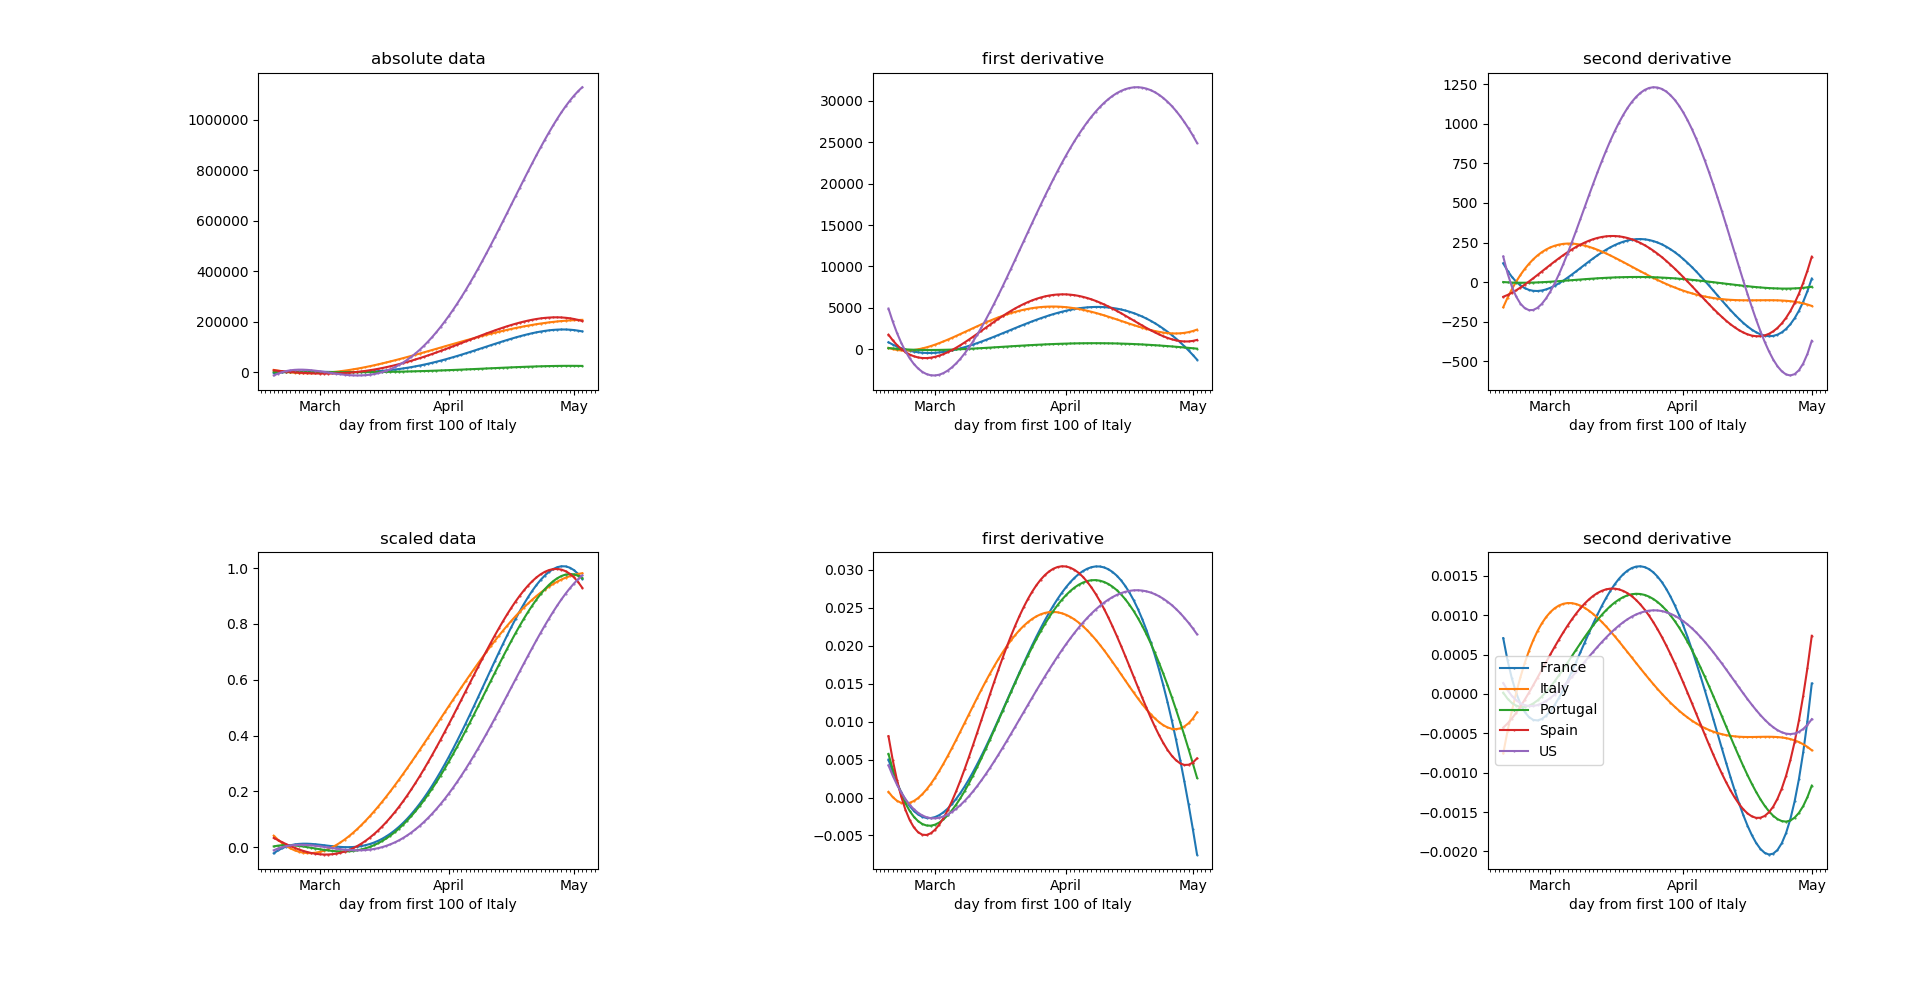 absolute data
1000000
800000
600000
400000
200000
0
March April May
day from first 100 of Italy
first derivative
30000
25000
20000
15000
10000
5000
0
March April May
day from first 100 of Italy
second derivative
1250
1000
750
500
250
0
−250
−500
March April May
day from first 100 of Italy
scaled data
1.0
0.8
0.6
0.4
0.2
0.0
March April May
day from first 100 of Italy
first derivative
0.030
0.025
0.020
0.015
0.010
0.005
0.000
−0.005
March April May
day from first 100 of Italy
second derivative
0.0015
0.0010
0.0005
0.0000
−0.0005
−0.0010
−0.0015
−0.0020
France
Italy
Portugal
Spain
US
March April May
day from first 100 of Italy